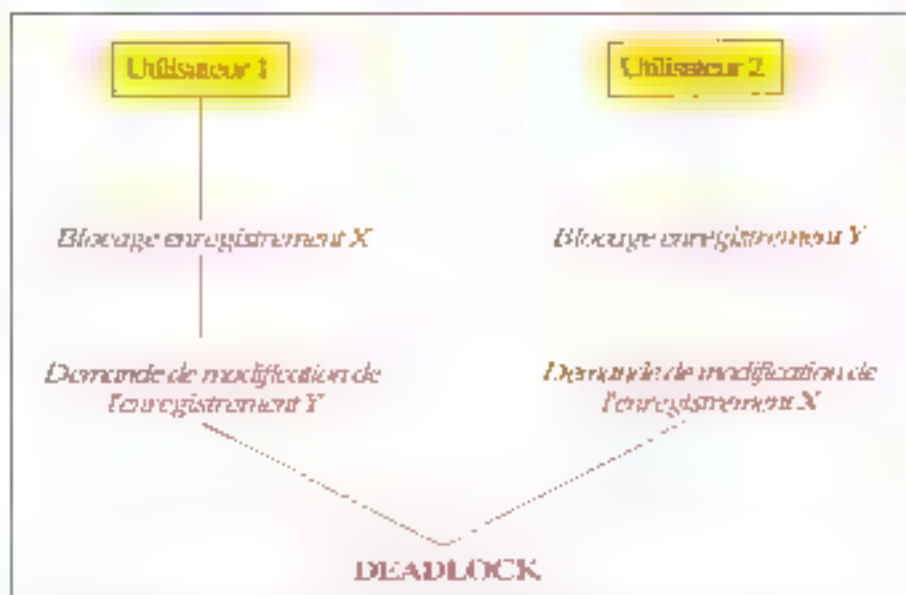 Utilisateur 1
Utilisateur 2
Blocage enregistrement X
Blocage enregistrement Y
Demande de modification de
l'enregistrement Y
Demande de modification de
l'enregistrement X
DEADLOCK